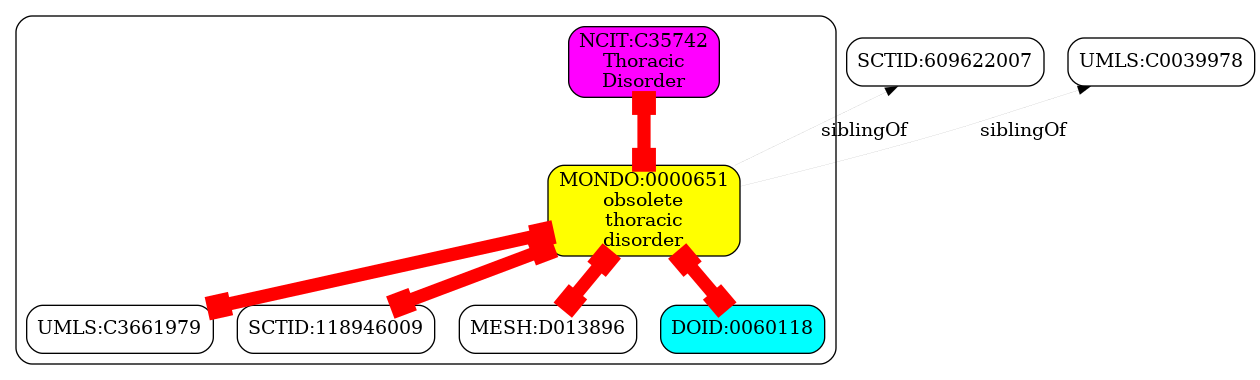 NCIT:C35742
Thoracic
Disorder
SCTID:609622007
UMLS:C0039978
siblingOf
siblingOf
MONDO:0000651
obsolete
thoracic
disorder
UMLS:C3661979
SCTID:118946009
MESH:D013896
DOID:0060118